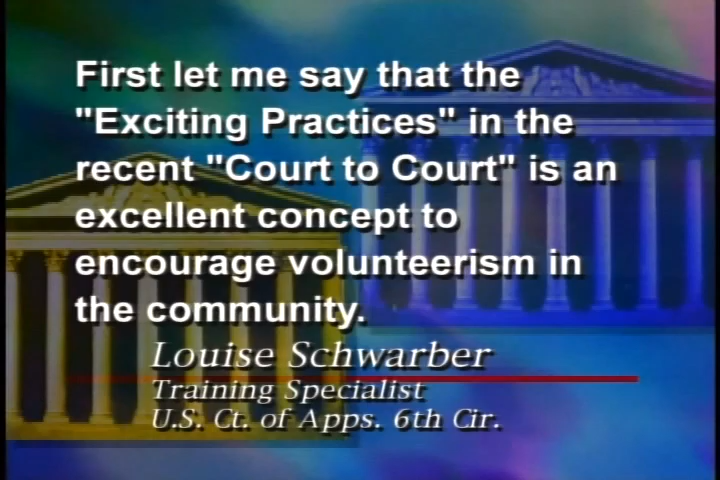 First let me say that the
"Exciting Practices" in the
recent "Court to Court" is an
excellent concept to
encourage volunteerism in
the community.
Louise Schwarber
Training Specialist
U.S. Ct. of Apps. 6th Cir.